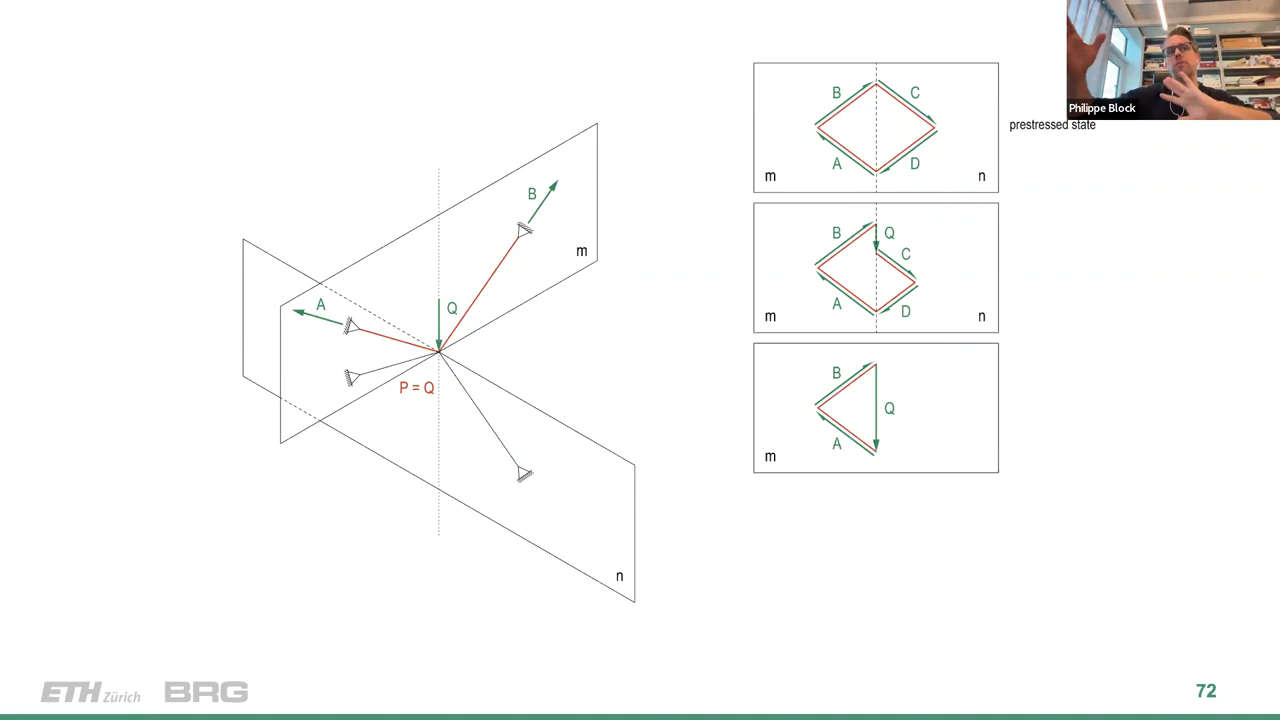 B
m
A
Q
P = Q
n
B
C
A
D
m
n
prestressed state
B
Q
C
A
D
m
n
B
Q
A
m
Philippe Block
ETH Zürich
BRG
72